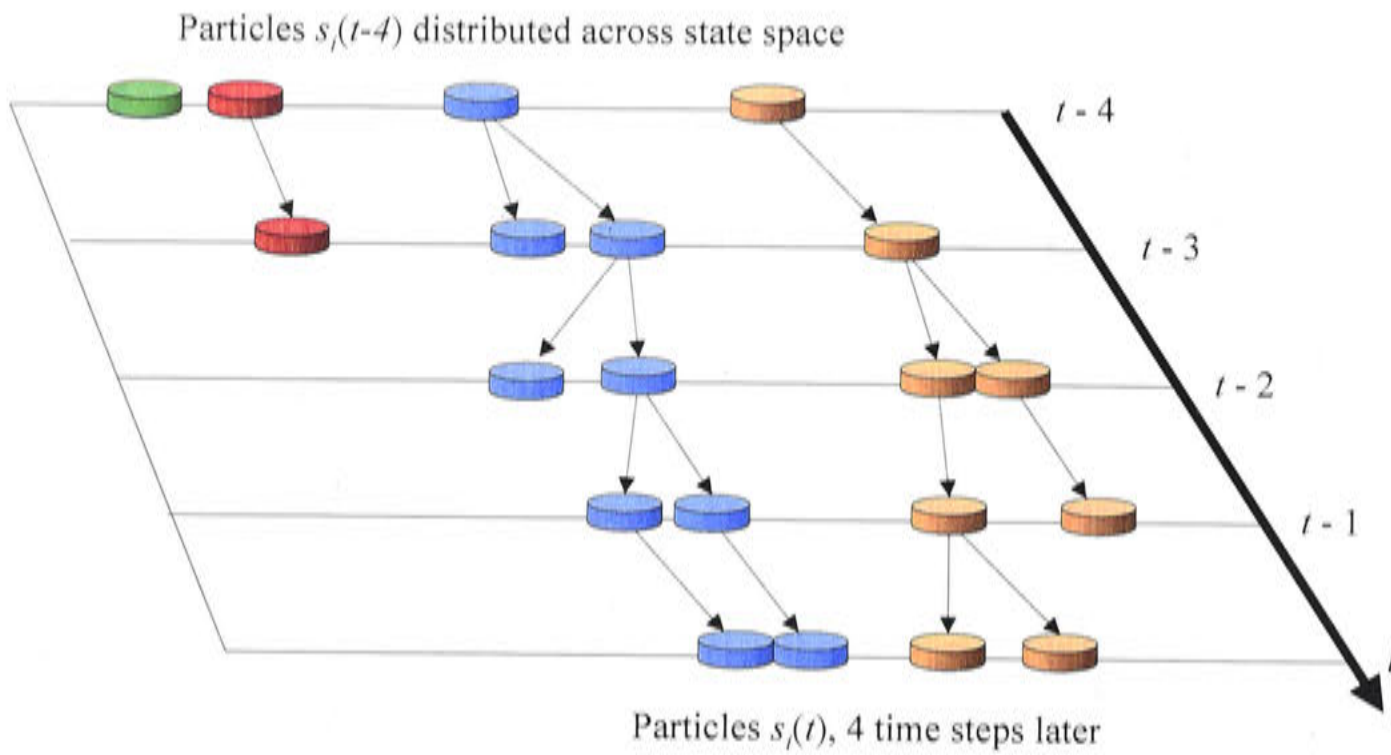 Particles s_i(t-4) distributed across state space
t - 4
t - 3
t - 2
t - 1
t
Particles s_i(t), 4 time steps later